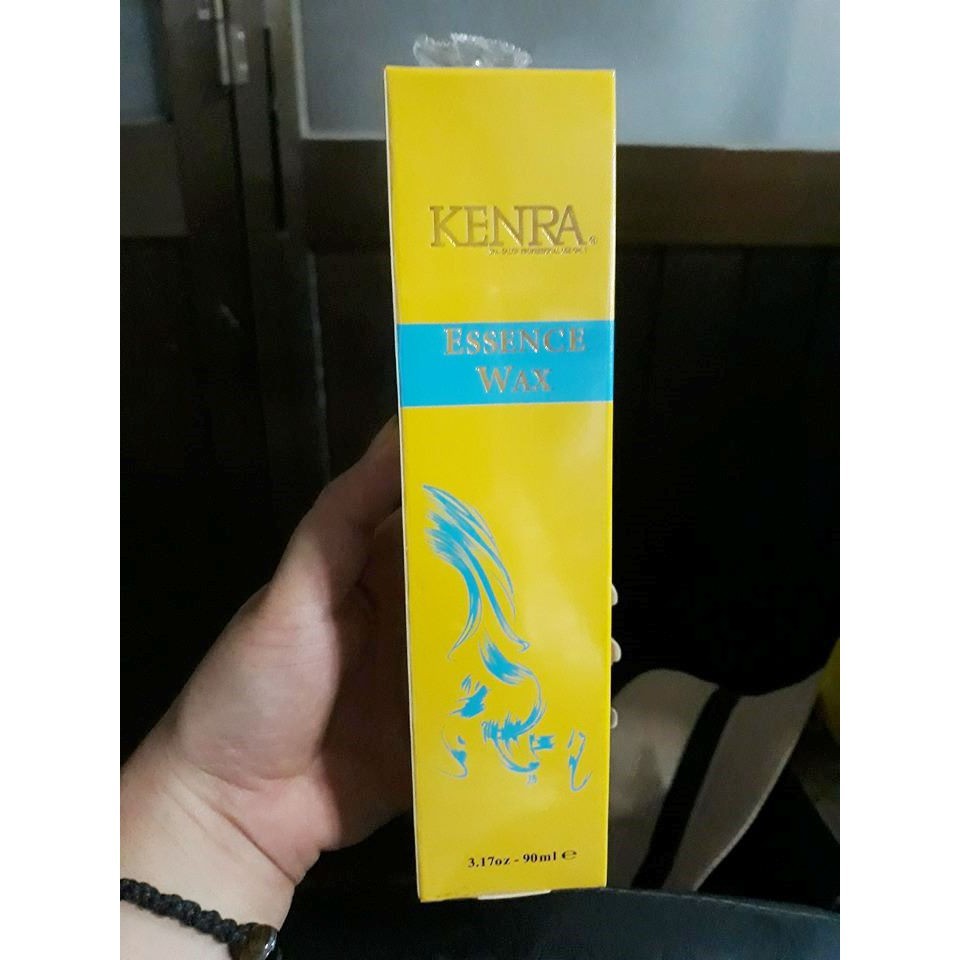 KENRA®
ESSENCE
WAX
3.17oz - 90ml ℮